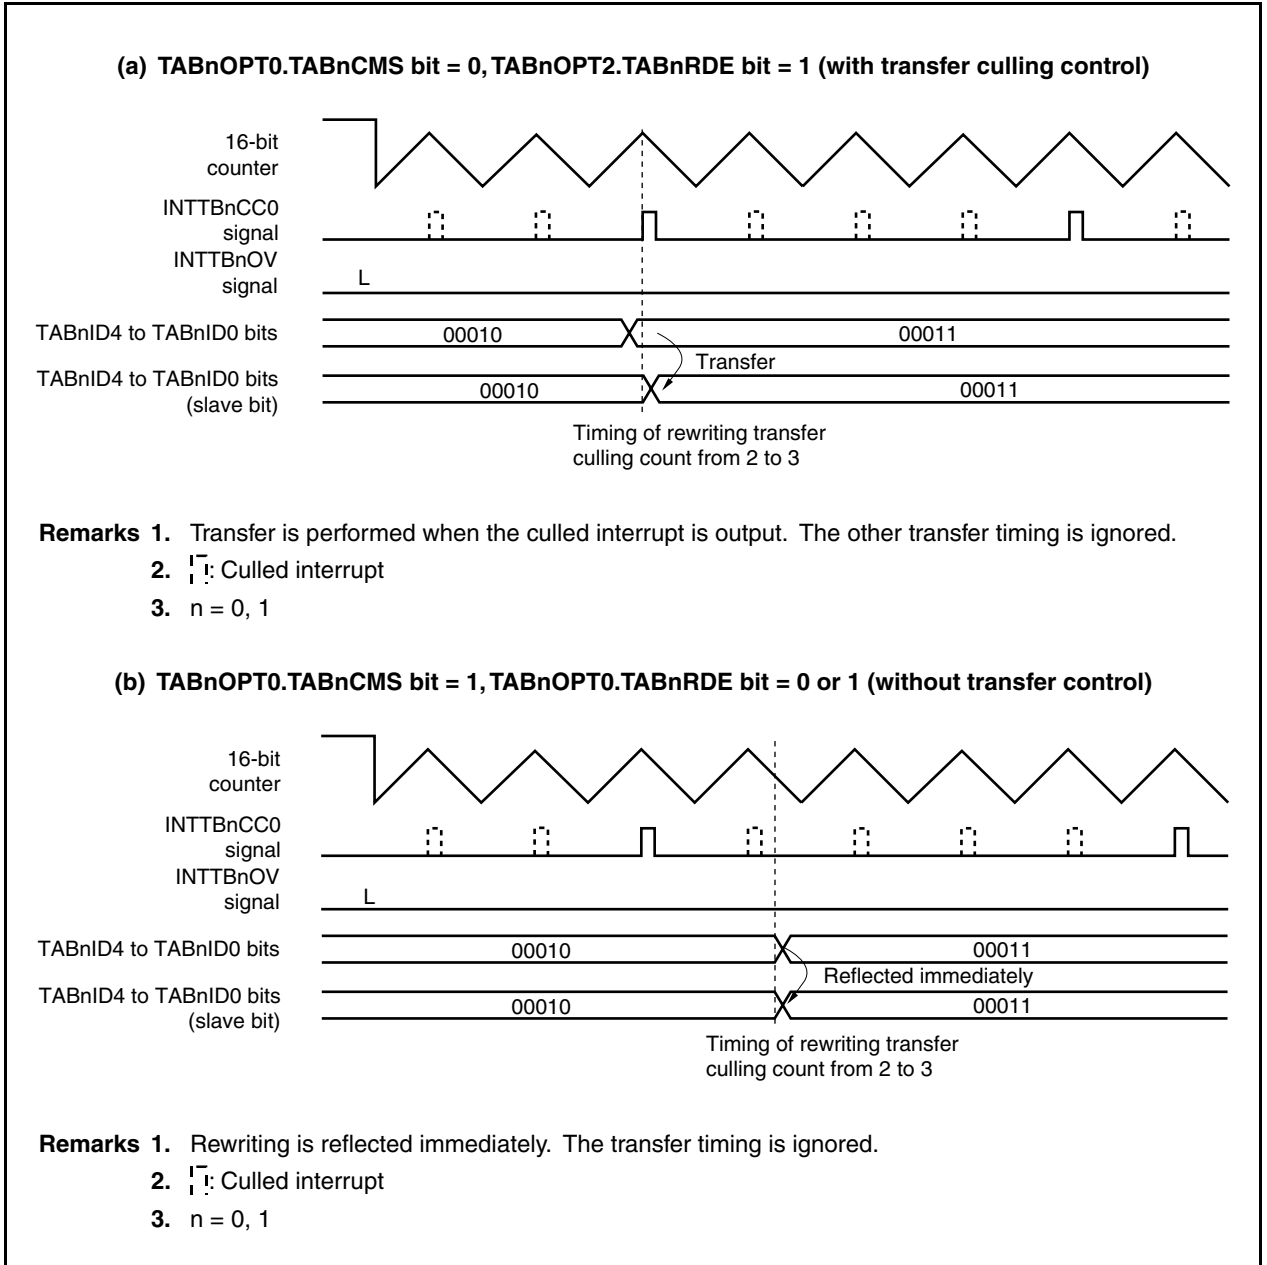 (a) TABnOPT0.TABnCMS bit = 0, TABnOPT2.TABnRDE bit = 1 (with transfer culling control)
16-bit
counter
INTTBnCC0
signal
INTTBnOV
signal
L
TABnID4 to TABnID0 bits
00010
00011
Transfer
TABnID4 to TABnID0 bits
(slave bit)
00010
00011
Timing of rewriting transfer
culling count from 2 to 3
Remarks 1. Transfer is performed when the culled interrupt is output. The other transfer timing is ignored.
2. : Culled interrupt
3. n = 0, 1
(b) TABnOPT0.TABnCMS bit = 1, TABnOPT0.TABnRDE bit = 0 or 1 (without transfer control)
16-bit
counter
INTTBnCC0
signal
INTTBnOV
signal
L
TABnID4 to TABnID0 bits
00010
00011
Reflected immediately
TABnID4 to TABnID0 bits
(slave bit)
00010
00011
Timing of rewriting transfer
culling count from 2 to 3
Remarks 1. Rewriting is reflected immediately. The transfer timing is ignored.
2. : Culled interrupt
3. n = 0, 1